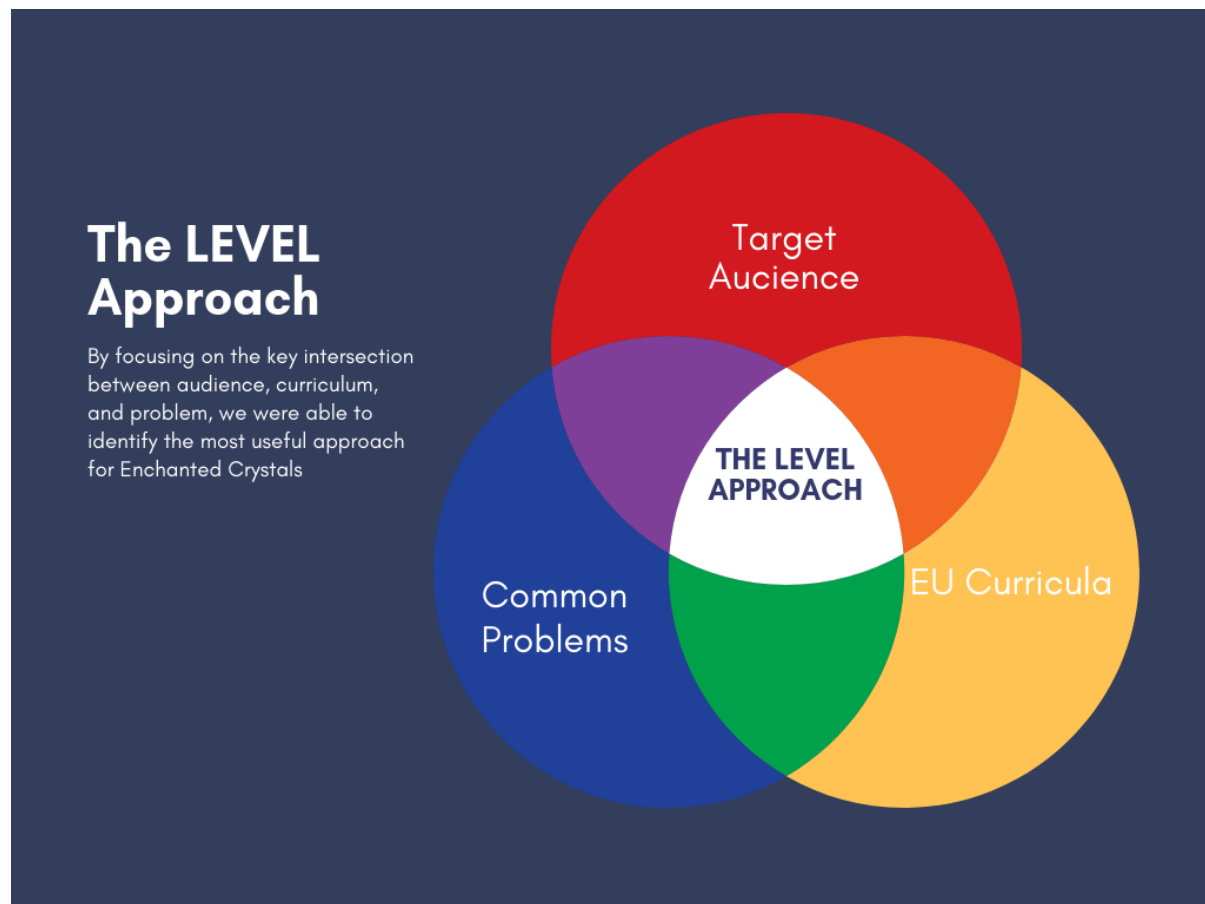 The LEVEL
Approach
By focusing on the key intersection
between audience, curriculum,
and problem, we were able to
identify the most useful approach
for Enchanted Crystals
Target
Aucience
THE LEVEL
APPROACH
Common
Problems
EU Curricula